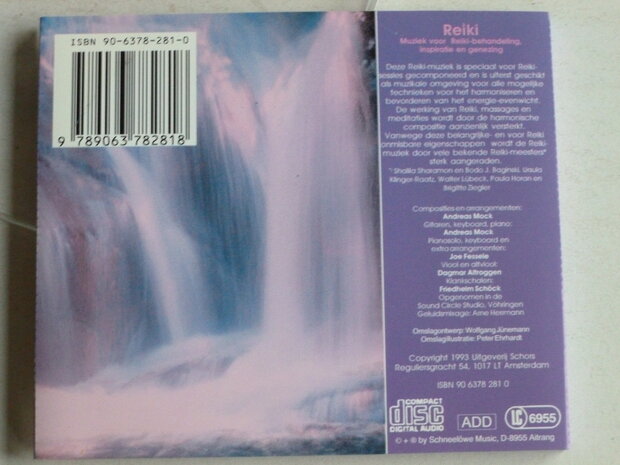 ISBN 90-6378-281-0
9 789063 782818
Reiki
Muziek voor Reiki-behandeling,
inspiratie en genezing
Deze Reiki-muziek is speciaal voor Reiki-
sessies gecomponeerd en is uiterst geschikt
als muzikale omgeving voor alle mogelijke
technieken voor het harmoniseren en
bevorderen van het energie-evenwicht.
De werking van Reiki, massages en
meditaties wordt door de harmonische
compositie aanzienlijk versterkt.
Vanwege deze belangrijke- en voor Reiki
onmisbare eigenschappen wordt de Reiki-
muziek door vele bekende Reiki-meesters*
sterk aangeraden.
*: Shalila Sharamon en Bodo J. Baginski, Ursula
Klinger-Raatz, Walter Lübeck, Paula Horan en
Brigitte Ziegler
Composities en arrangementen:
Andreas Mock
Gitaren, keyboard, piano:
Andreas Mock
Pianosolo, keyboard en
extra arrangementen:
Joe Fessele
Viool en altviool:
Dagmar Alfroggen
Klankschalen:
Friedhelm Schöck
Opgenomen in de
Sound Circle Studio, Vöhringen
Geluidsmixage: Arne Herrmann
Omslagontwerp: Wolfgang Jünemann
Omslagillustratie: Peter Ehrhardt
Copyright 1993 Uitgeverij Schors
Reguliersgracht 54, 1017 LT Amsterdam
ISBN 90 6378 281 0
COMPACT
disc
DIGITAL AUDIO
ADD
LC 6955
© + ℗ by Schneelöwe Music, D-8955 Aitrang